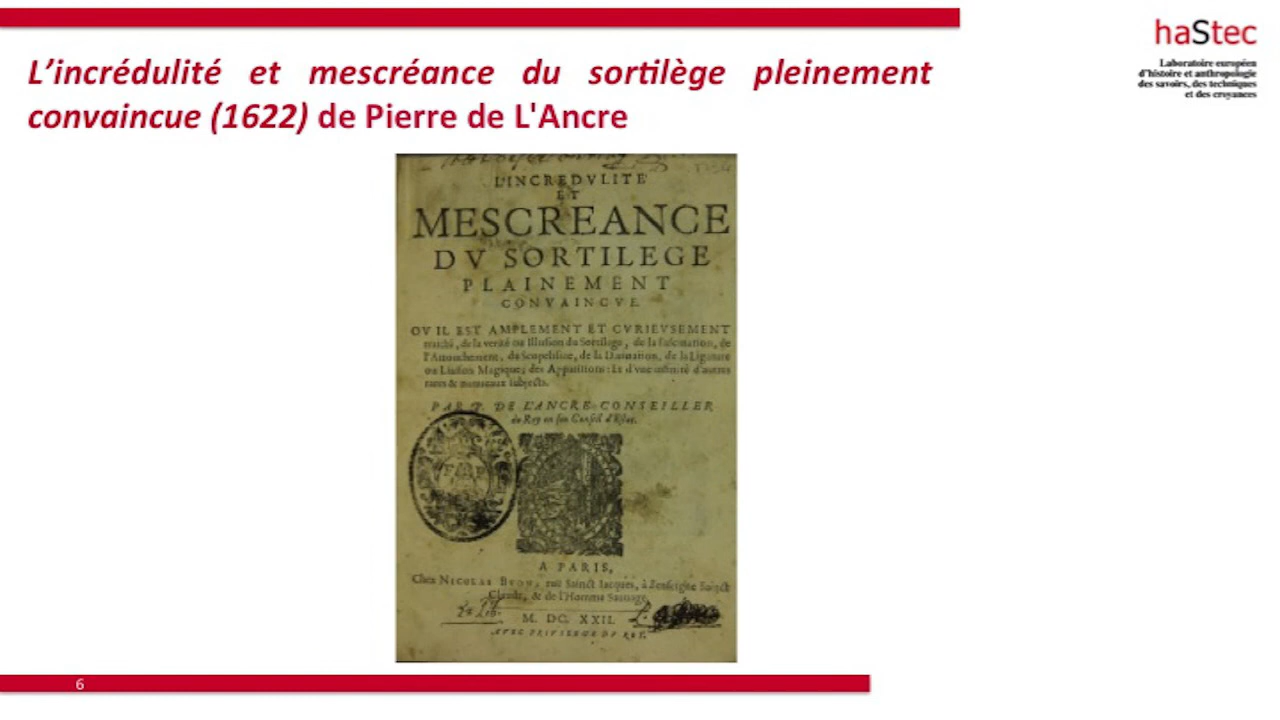 L'incrédulité et mescréance du sortilège pleinement
convaincue (1622) de Pierre de L'Ancre
haStec
Laboratoire européen
d'histoire et anthropologie
des savoirs, des techniques
et des croyances
L'INCREDVLITE
ET
MESCREANCE
DV SORTILEGE
PLAINEMENT
CONVAINCVE.
OV IL EST AMPLEMENT ET CVRIEVSEMENT
traicté, de la verité ou Illusion du Sortilege, de la fascination, de
l'Attouchement, du Scopelisme, de la Diuination, de la Ligature
ou Liaison Magique, des Apparitions: Et d'vne infinité d'autres
rares & nouueaux subjects.
PAR P. DE L'ANCRE CONSEILLER
du Roy en son Conseil d'Estat.
A PARIS,
Chez NICOLAS BVON, ruë Sainct Iacques, à l'enseigne Sainct
Claude, & de l'Homme Sauuage.
M. DC. XXII.
AVEC PRIVILEGE DV ROY.
6